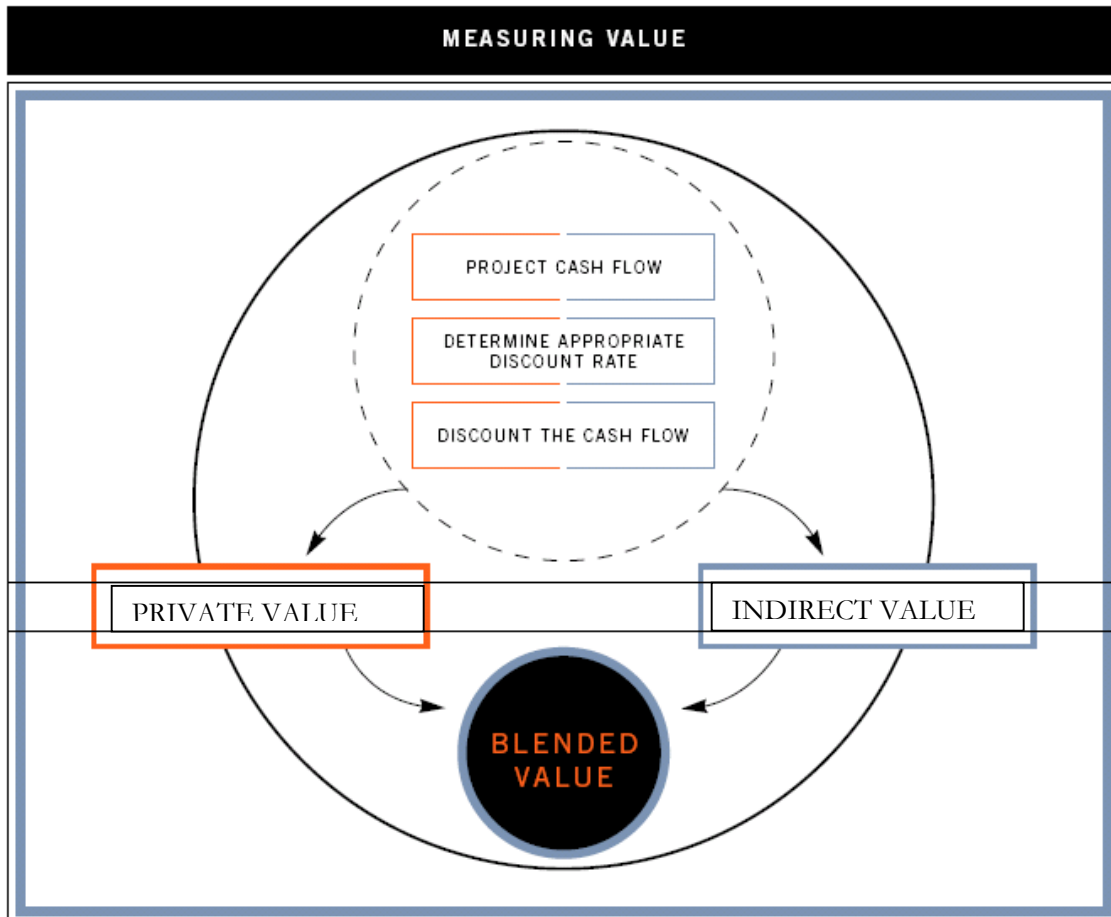 MEASURING VALUE
PROJECT CASH FLOW
DETERMINE APPROPRIATE
DISCOUNT RATE
DISCOUNT THE CASH FLOW
PRIVATE VALUE
INDIRECT VALUE
BLENDED
VALUE